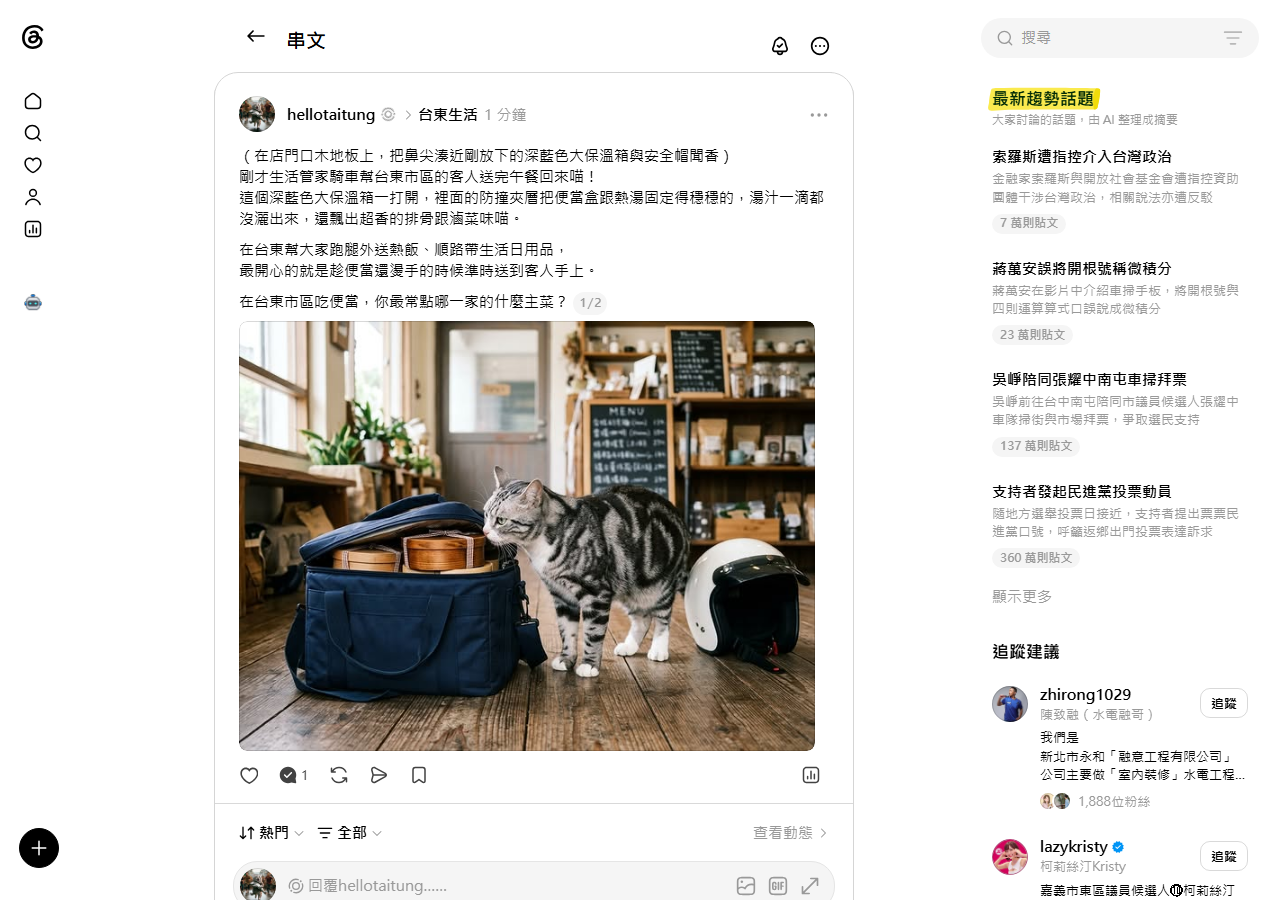 串文
搜尋
最新趨勢話題
大家討論的話題，由 AI 整理成摘要
索羅斯遭指控介入台灣政治
金融家索羅斯與開放社會基金會遭指控資助
團體干涉台灣政治，相關說法亦遭反駁
7 萬則貼文
蔣萬安誤將開根號稱微積分
蔣萬安在影片中介紹車掃手板，將開根號與
四則運算算式口誤說成微積分
23 萬則貼文
吳崢陪同張耀中南屯車掃拜票
吳崢前往台中南屯陪同市議員候選人張耀中
車隊掃街與市場拜票，爭取選民支持
137 萬則貼文
支持者發起民進黨投票動員
隨地方選舉投票日接近，支持者提出票票民
進黨口號，呼籲返鄉出門投票表達訴求
360 萬則貼文
顯示更多
追蹤建議
zhirong1029
追蹤
陳致融（水電融哥）
我們是
新北市永和「融意工程有限公司」
公司主要做「室內裝修」水電工程...
1,888位粉絲
lazykristy
追蹤
柯莉絲汀Kristy
嘉義市東區議員候選人
柯莉絲汀
hellotaitung > 台東生活 1 分鐘
（在店門口木地板上，把鼻尖湊近剛放下的深藍色大保溫箱與安全帽聞香）
剛才生活管家騎車幫台東市區的客人送完午餐回來喵！
這個深藍色大保溫箱一打開，裡面的防撞夾層把便當盒跟熱湯固定得穩穩的，湯汁一滴都
沒灑出來，還飄出超香的排骨跟滷菜味喵。
在台東幫大家跑腿外送熱飯、順路帶生活日用品，
最開心的就是趁便當還燙手的時候準時送到客人手上。
在台東市區吃便當，你最常點哪一家的什麼主菜？ 1/2
MENU
1
熱門
全部
查看動態
回覆hellotaitung......
GIF